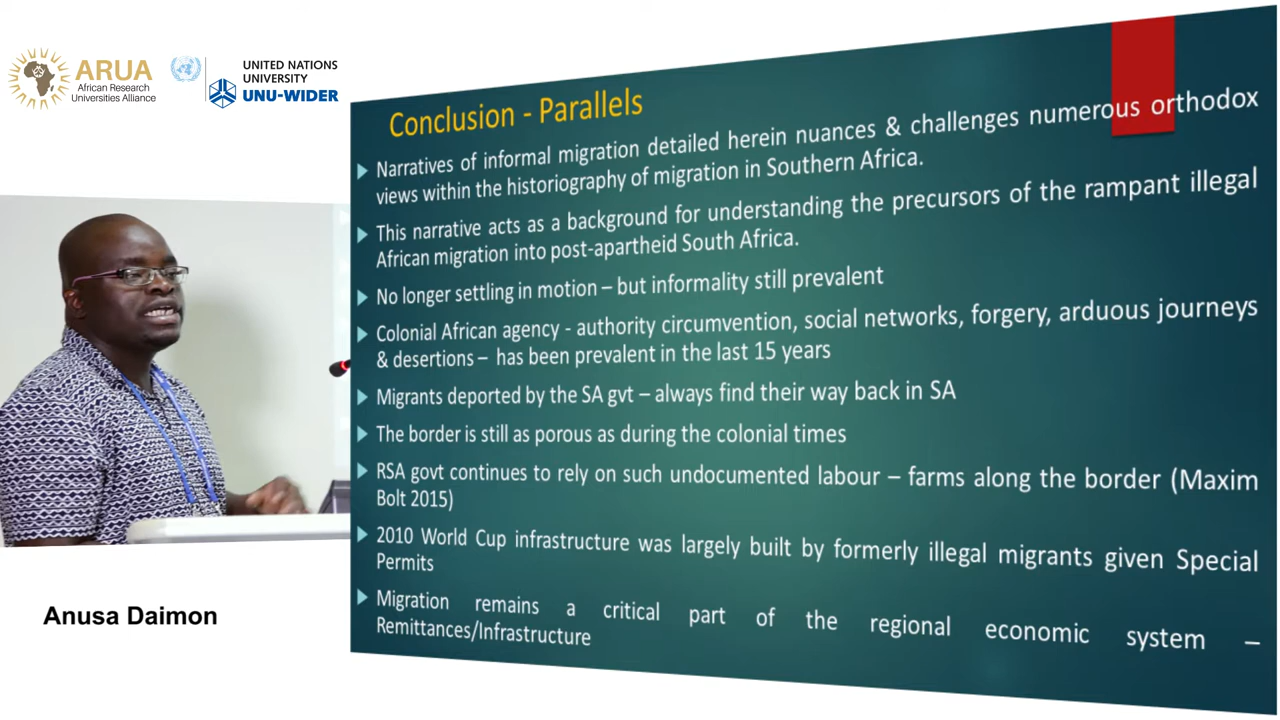 ARUA
African Research
Universities Alliance
UNITED NATIONS
UNIVERSITY
UNU-WIDER
Conclusion - Parallels
Narratives of informal migration detailed herein nuances & challenges numerous orthodox
views within the historiography of migration in Southern Africa.
This narrative acts as a background for understanding the precursors of the rampant illegal
African migration into post-apartheid South Africa.
No longer settling in motion – but informality still prevalent
Colonial African agency - authority circumvention, social networks, forgery, arduous journeys
& desertions – has been prevalent in the last 15 years
Migrants deported by the SA gvt – always find their way back in SA
The border is still as porous as during the colonial times
RSA govt continues to rely on such undocumented labour – farms along the border (Maxim
Bolt 2015)
2010 World Cup infrastructure was largely built by formerly illegal migrants given Special
Permits
Migration remains a critical part of the regional economic system –
Remittances/Infrastructure
Anusa Daimon